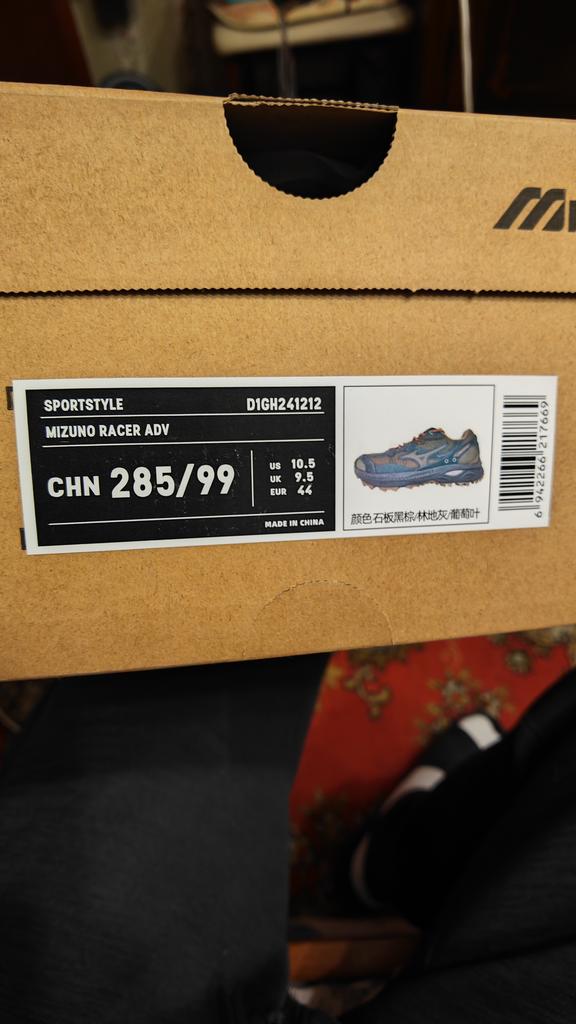 SPORTSTYLE D1GH241212
MIZUNO RACER ADV
CHN 285/99
US 10.5
UK 9.5
EUR 44
MADE IN CHINA
颜色石板黑棕/林地灰/葡萄叶
6 942266 217669